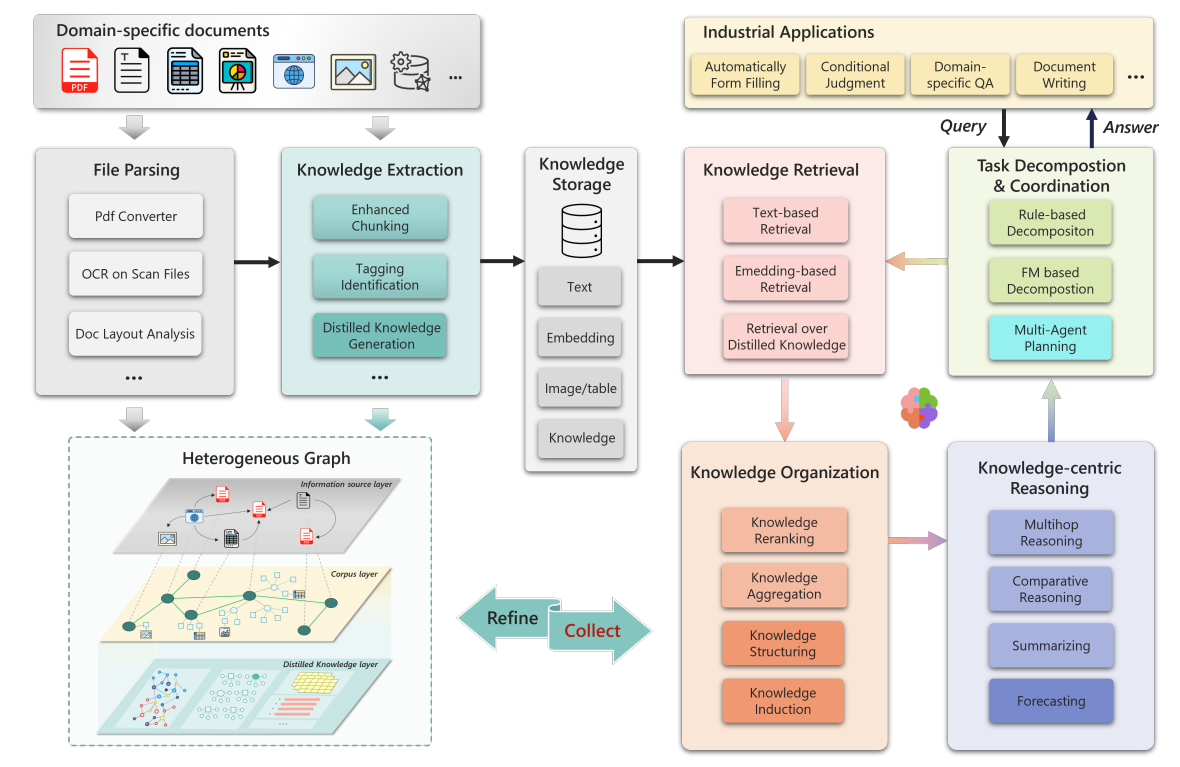 Domain-specific documents
PDF
T
...
Industrial Applications
Automatically
Form Filling
Conditional
Judgment
Domain-
specific QA
Document
Writing
...
Query
Answer
File Parsing
Pdf Converter
OCR on Scan Files
Doc Layout Analysis
...
Knowledge Extraction
Enhanced
Chunking
Tagging
Identification
Distilled Knowledge
Generation
...
Knowledge
Storage
Text
Embedding
Image/table
Knowledge
Knowledge Retrieval
Text-based
Retrieval
Emedding-based
Retrieval
Retrieval over
Distilled Knowledge
Task Decompostion
& Coordination
Rule-based
Decompositon
FM based
Decompostion
Multi-Agent
Planning
Heterogeneous Graph
Information source layer
Corpus layer
Distilled Knowledge layer
...
Refine
Collect
Knowledge Organization
Knowledge
Reranking
Knowledge
Aggregation
Knowledge
Structuring
Knowledge
Induction
Knowledge-centric
Reasoning
Multihop
Reasoning
Comparative
Reasoning
Summarizing
Forecasting